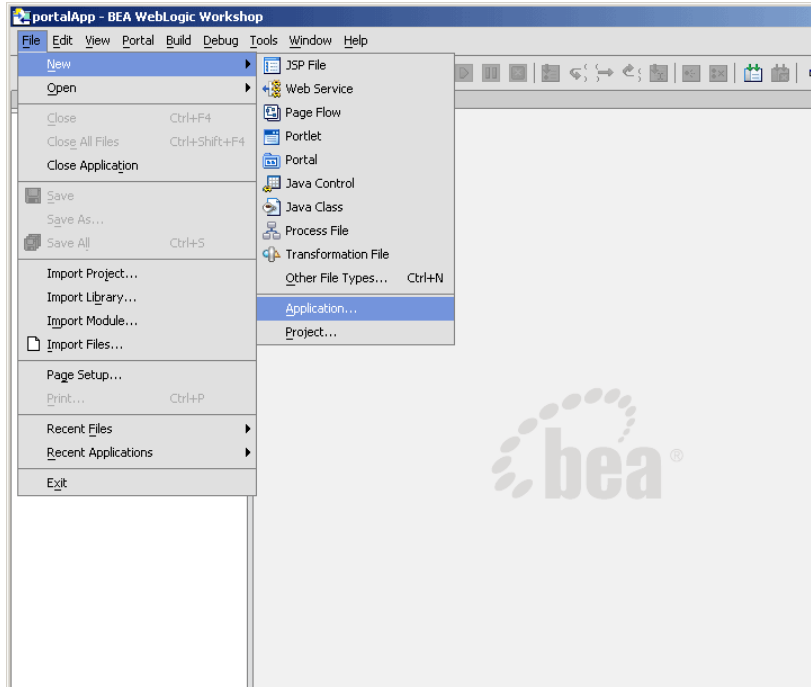 portalApp - BEA WebLogic Workshop
File Edit View Portal Build Debug Tools Window Help
New
Open
Close Ctrl+F4
Close All Files Ctrl+Shift+F4
Close Application
Save
Save As...
Save All Ctrl+S
Import Project...
Import Library...
Import Module...
Import Files...
Page Setup...
Print... Ctrl+P
Recent Files
Recent Applications
Exit
JSP File
Web Service
Page Flow
Portlet
Portal
Java Control
Java Class
Process File
Transformation File
Other File Types... Ctrl+N
Application...
Project...
bea®